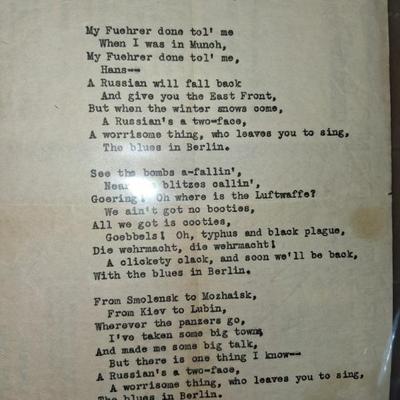 My Fuehrer done tol' me
When I was in Munch,
My Fuehrer done tol' me,
Hans--
A Russian will fall back
And give you the East Front,
But when the winter snows come,
A Russian's a two-face,
A worrisome thing, who leaves you to sing,
The blues in Berlin.
See the bombs a-fallin',
blitzes callin',
Goering! Oh where is the Luftwaffe?
We ain't got no booties,
All we got is cooties,
Goebbels! Oh, typhus and black plague,
Die wehrmacht, die wehrmacht!
A clickety clack, and soon we'll be back,
With the blues in Berlin.
From Smolensk to Mozhaisk,
From Kiev to Lubin,
Wherever the panzers go,
I've taken some big towns,
And made me some big talk,
But there is one thing I know--
A Russian's a two-face,
A worrisome thing, who leaves you to sing,
The blues in Berlin.